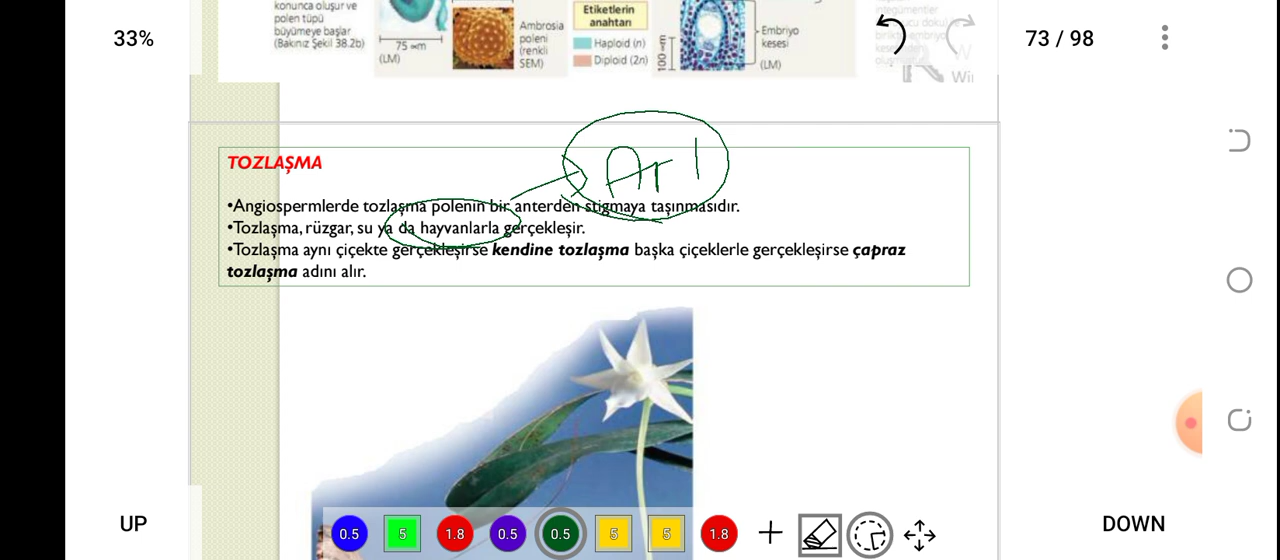 33%
konunca oluşur ve
polen tüpü
büyümeye başlar
(Bakınız Şekil 38.2b)
75
(LM)
Ambrosia
poleni
(renkli
SEM)
Etiketlerin
anahtarı
Haploid (n)
Diploid (2n)
100
Embriyo
kesesi
(LM)
73 / 98
TOZLAŞMA
Arı
•Angiospermlerde tozlaşma polenin bir anterden stigmaya taşınmasıdır.
•Tozlaşma, rüzgar, su ya da hayvanlarla gerçekleşir.
•Tozlaşma aynı çiçekte gerçekleşirse kendine tozlaşma başka çiçeklerle gerçekleşirse çapraz
tozlaşma adını alır.
UP
0.5 5 1.8 0.5 0.5 5 5 1.8
DOWN